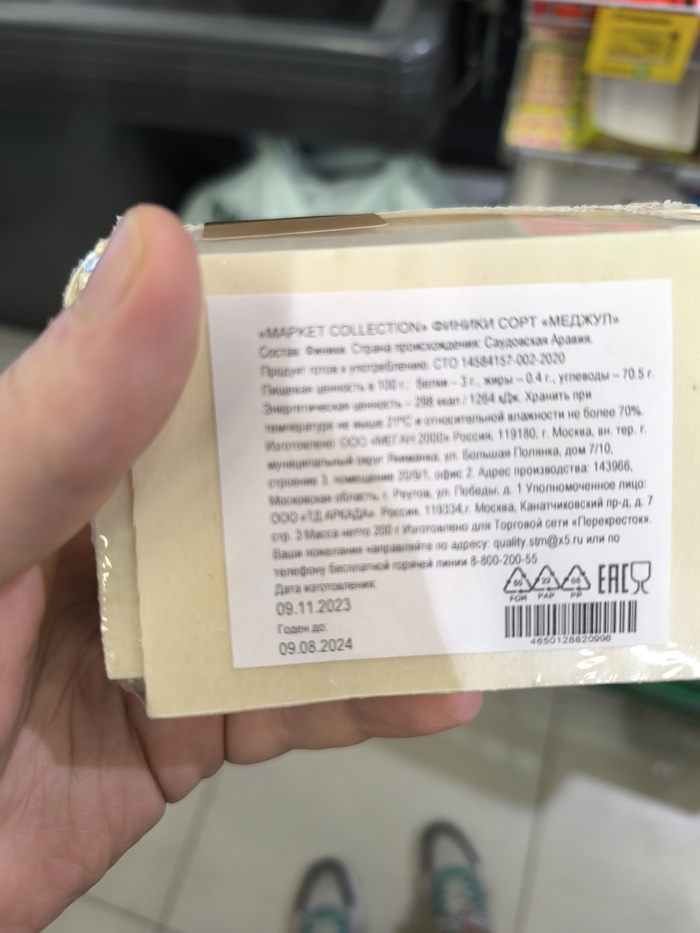 «МАРКЕТ COLLECTION» ФИНИКИ СОРТ «МЕДЖУЛ»
Состав: Финики. Страна происхождения: Саудовская Аравия.
Продукт готов к употреблению. СТО 14584157-002-2020
Пищевая ценность в 100 г.: белки – 3 г., жиры – 0,4 г., углеводы – 70.5 г.
Энергетическая ценность – 298 ккал / 1264 кДж. Хранить при
температуре не выше 21°С и относительной влажности не более 70%.
Изготовлено: ООО «МЕГАН 2000» Россия, 119180, г. Москва, вн. тер. г.
муниципальный округ Якиманка, ул. Большая Полянка, дом 7/10,
строение 3, помещение 20/9/1, офис 2. Адрес производства: 143966,
Московская область, г. Реутов, ул. Победы, д. 1 Уполномоченное лицо:
ООО «ТД АРКАДА». Россия, 119334,г. Москва, Канатчиковский пр-д, д. 7
стр. 3 Масса нетто 200 г Изготовлено для Торговой сети «Перекресток».
Ваши пожелания направляйте по адресу: quality.stm@x5.ru или по
телефону бесплатной горячей линии 8-800-200-55
Дата изготовления:
09.11.2023
Годен до:
09.08.2024
FOR PAP PP
EAC
4650128820996